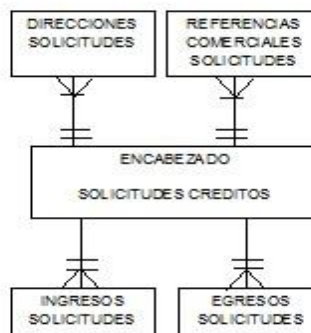 DIRECCIONES
SOLICITUDES
REFERENCIAS
COMERCIALES
SOLICITUDES
ENCABEZADO
SOLICITUDES CREDITOS
INGRESOS
SOLICITUDES
EGRESOS
SOLICITUDES